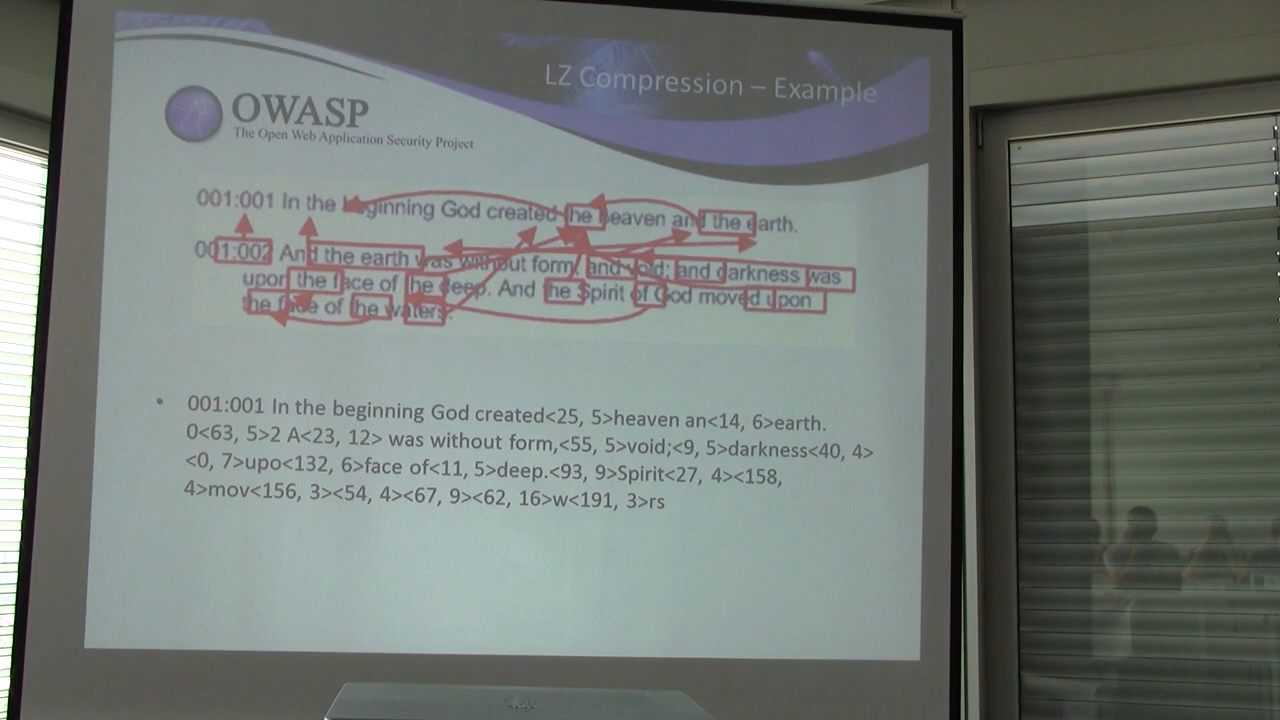 LZ Compression – Example
OWASP
The Open Web Application Security Project
001:001 In the beginning God created the heaven and the earth.
001:002 And the earth was without form, and void; and darkness was
upon the face of the deep. And the Spirit of God moved upon
the face of the waters.
• 001:001 In the beginning God created<25, 5>heaven an<14, 6>earth.
0<63, 5>2 A<23, 12> was without form,<55, 5>void;<9, 5>darkness<40, 4>
<0, 7>upo<132, 6>face of<11, 5>deep.<93, 9>Spirit<27, 4><158,
4>mov<156, 3><54, 4><67, 9><62, 16>w<191, 3>rs